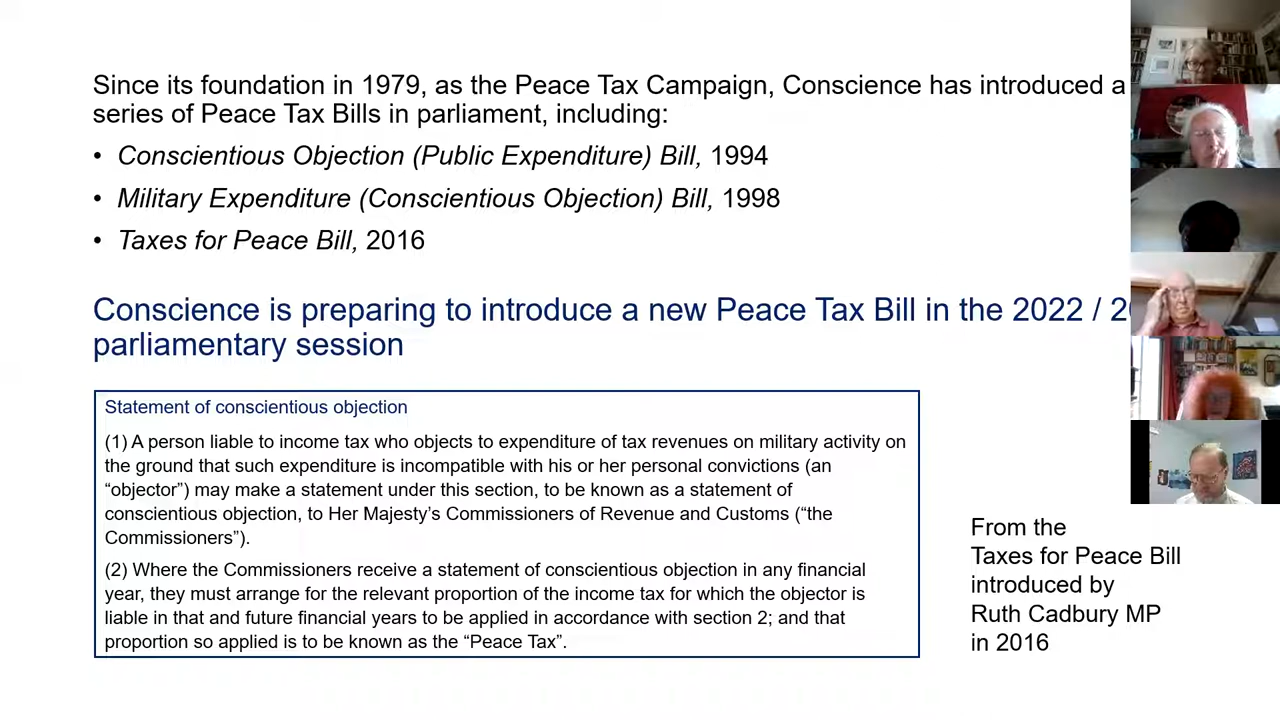 Since its foundation in 1979, as the Peace Tax Campaign, Conscience has introduced a
series of Peace Tax Bills in parliament, including:
• Conscientious Objection (Public Expenditure) Bill, 1994
• Military Expenditure (Conscientious Objection) Bill, 1998
• Taxes for Peace Bill, 2016
Conscience is preparing to introduce a new Peace Tax Bill in the 2022 /
parliamentary session
Statement of conscientious objection
(1) A person liable to income tax who objects to expenditure of tax revenues on military activity on
the ground that such expenditure is incompatible with his or her personal convictions (an
“objector”) may make a statement under this section, to be known as a statement of
conscientious objection, to Her Majesty’s Commissioners of Revenue and Customs (“the
Commissioners”).
(2) Where the Commissioners receive a statement of conscientious objection in any financial
year, they must arrange for the relevant proportion of the income tax for which the objector is
liable in that and future financial years to be applied in accordance with section 2; and that
proportion so applied is to be known as the “Peace Tax”.
From the
Taxes for Peace Bill
introduced by
Ruth Cadbury MP
in 2016